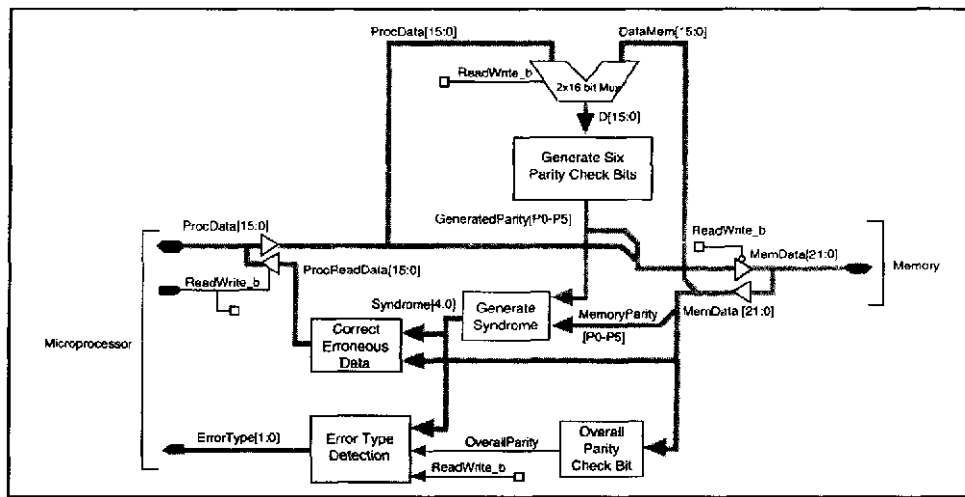 ProcData[15:0]
DataMem[15:0]
ReadWrite_b
2x16 bit Mux
D[15:0]
Generate Six
Parity Check Bits
GeneratedParity[P0-P5]
ProcData[15:0]
ReadWrite_b
MemData[21:0]
Memory
ProcReadData[15:0]
ReadWrite_b
Syndrome[4:0]
Generate
Syndrome
MemoryParity
[P0-P5]
MemData [21:0]
Microprocessor
Correct
Erroneous
Data
ErrorType[1:0]
Error Type
Detection
OverallParity
Overall
Parity
Check Bit
ReadWrite_b